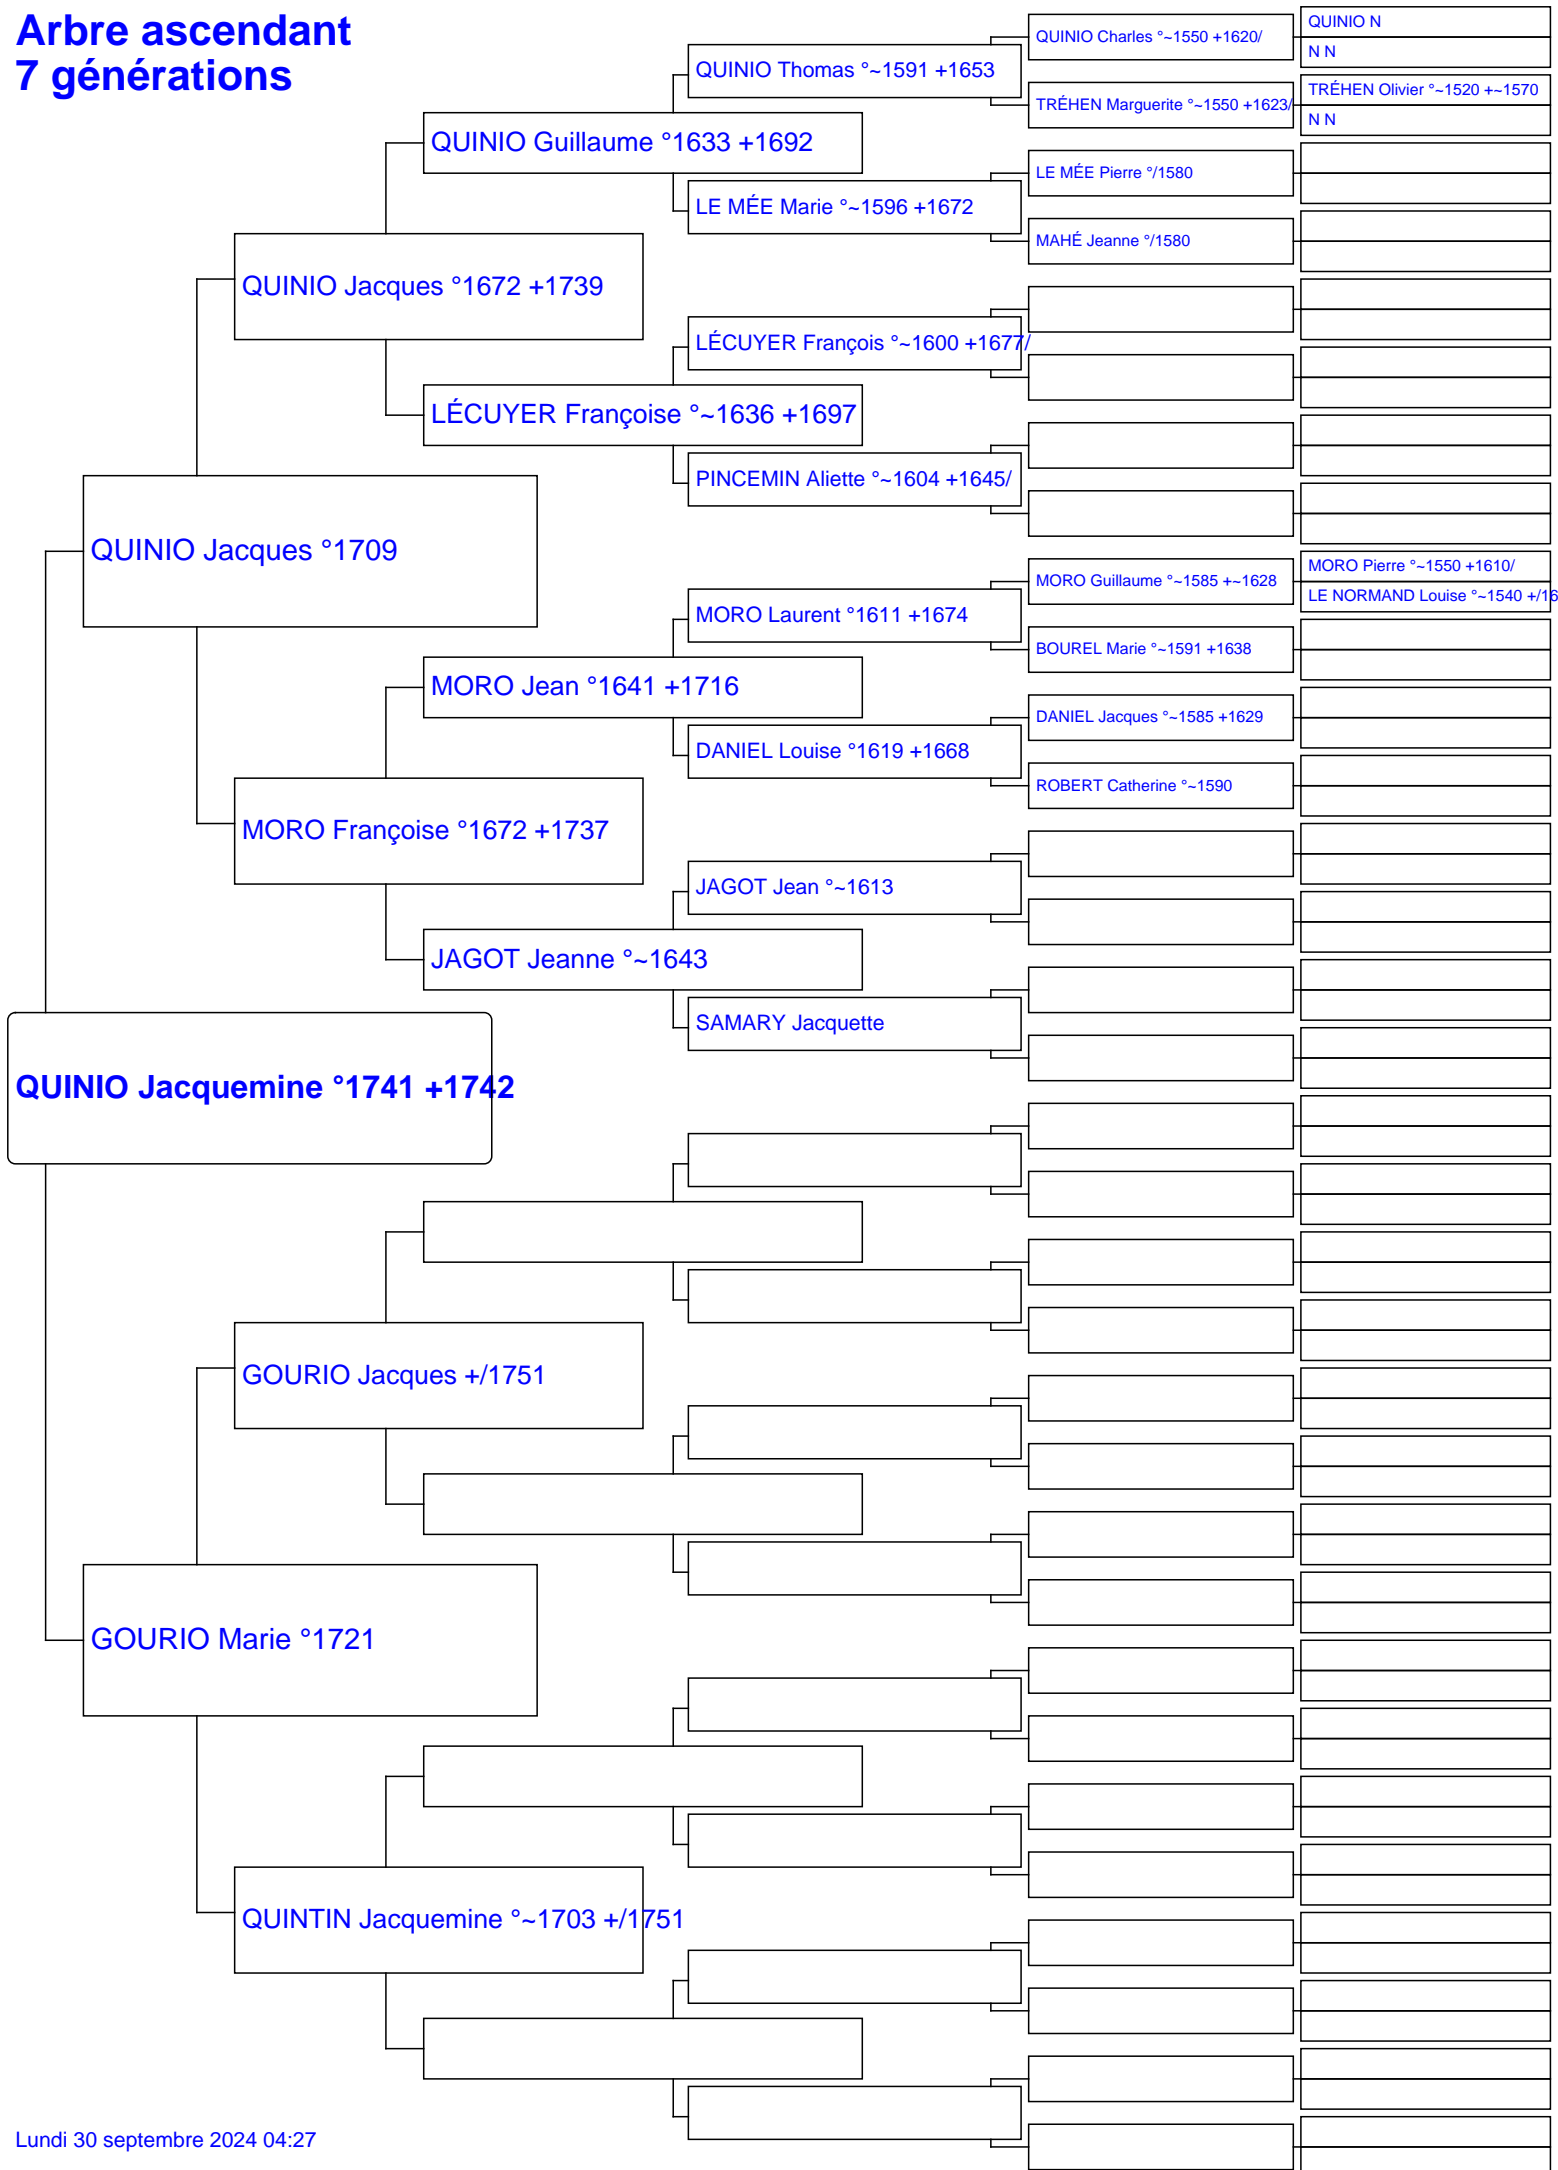 Arbre ascendant
7 générations
QUINIO Jacquemine °1741 +1742
QUINIO Jacques °1709
GOURIO Marie °1721
QUINIO Jacques °1672 +1739
MORO Françoise °1672 +1737
GOURIO Jacques +/1751
QUINTIN Jacquemine °~1703 +/1751
QUINIO Guillaume °1633 +1692
LÉCUYER Françoise °~1636 +1697
MORO Jean °1641 +1716
JAGOT Jeanne °~1643
QUINIO Thomas °~1591 +1653
LE MÉE Marie °~1596 +1672
LÉCUYER François °~1600 +1677/
PINCEMIN Aliette °~1604 +1645/
MORO Laurent °1611 +1674
DANIEL Louise °1619 +1668
JAGOT Jean °~1613
SAMARY Jacquette
QUINIO Charles °~1550 +1620/
TRÉHEN Marguerite °~1550 +1623/
LE MÉE Pierre °/1580
MAHÉ Jeanne °/1580
MORO Guillaume °~1585 +~1628
BOUREL Marie °~1591 +1638
DANIEL Jacques °~1585 +1629
ROBERT Catherine °~1590
QUINIO N
N N
TRÉHEN Olivier °~1520 +~1570
N N
MORO Pierre °~1550 +1610/
LE NORMAND Louise °~1540 +/16
Lundi 30 septembre 2024 04:27